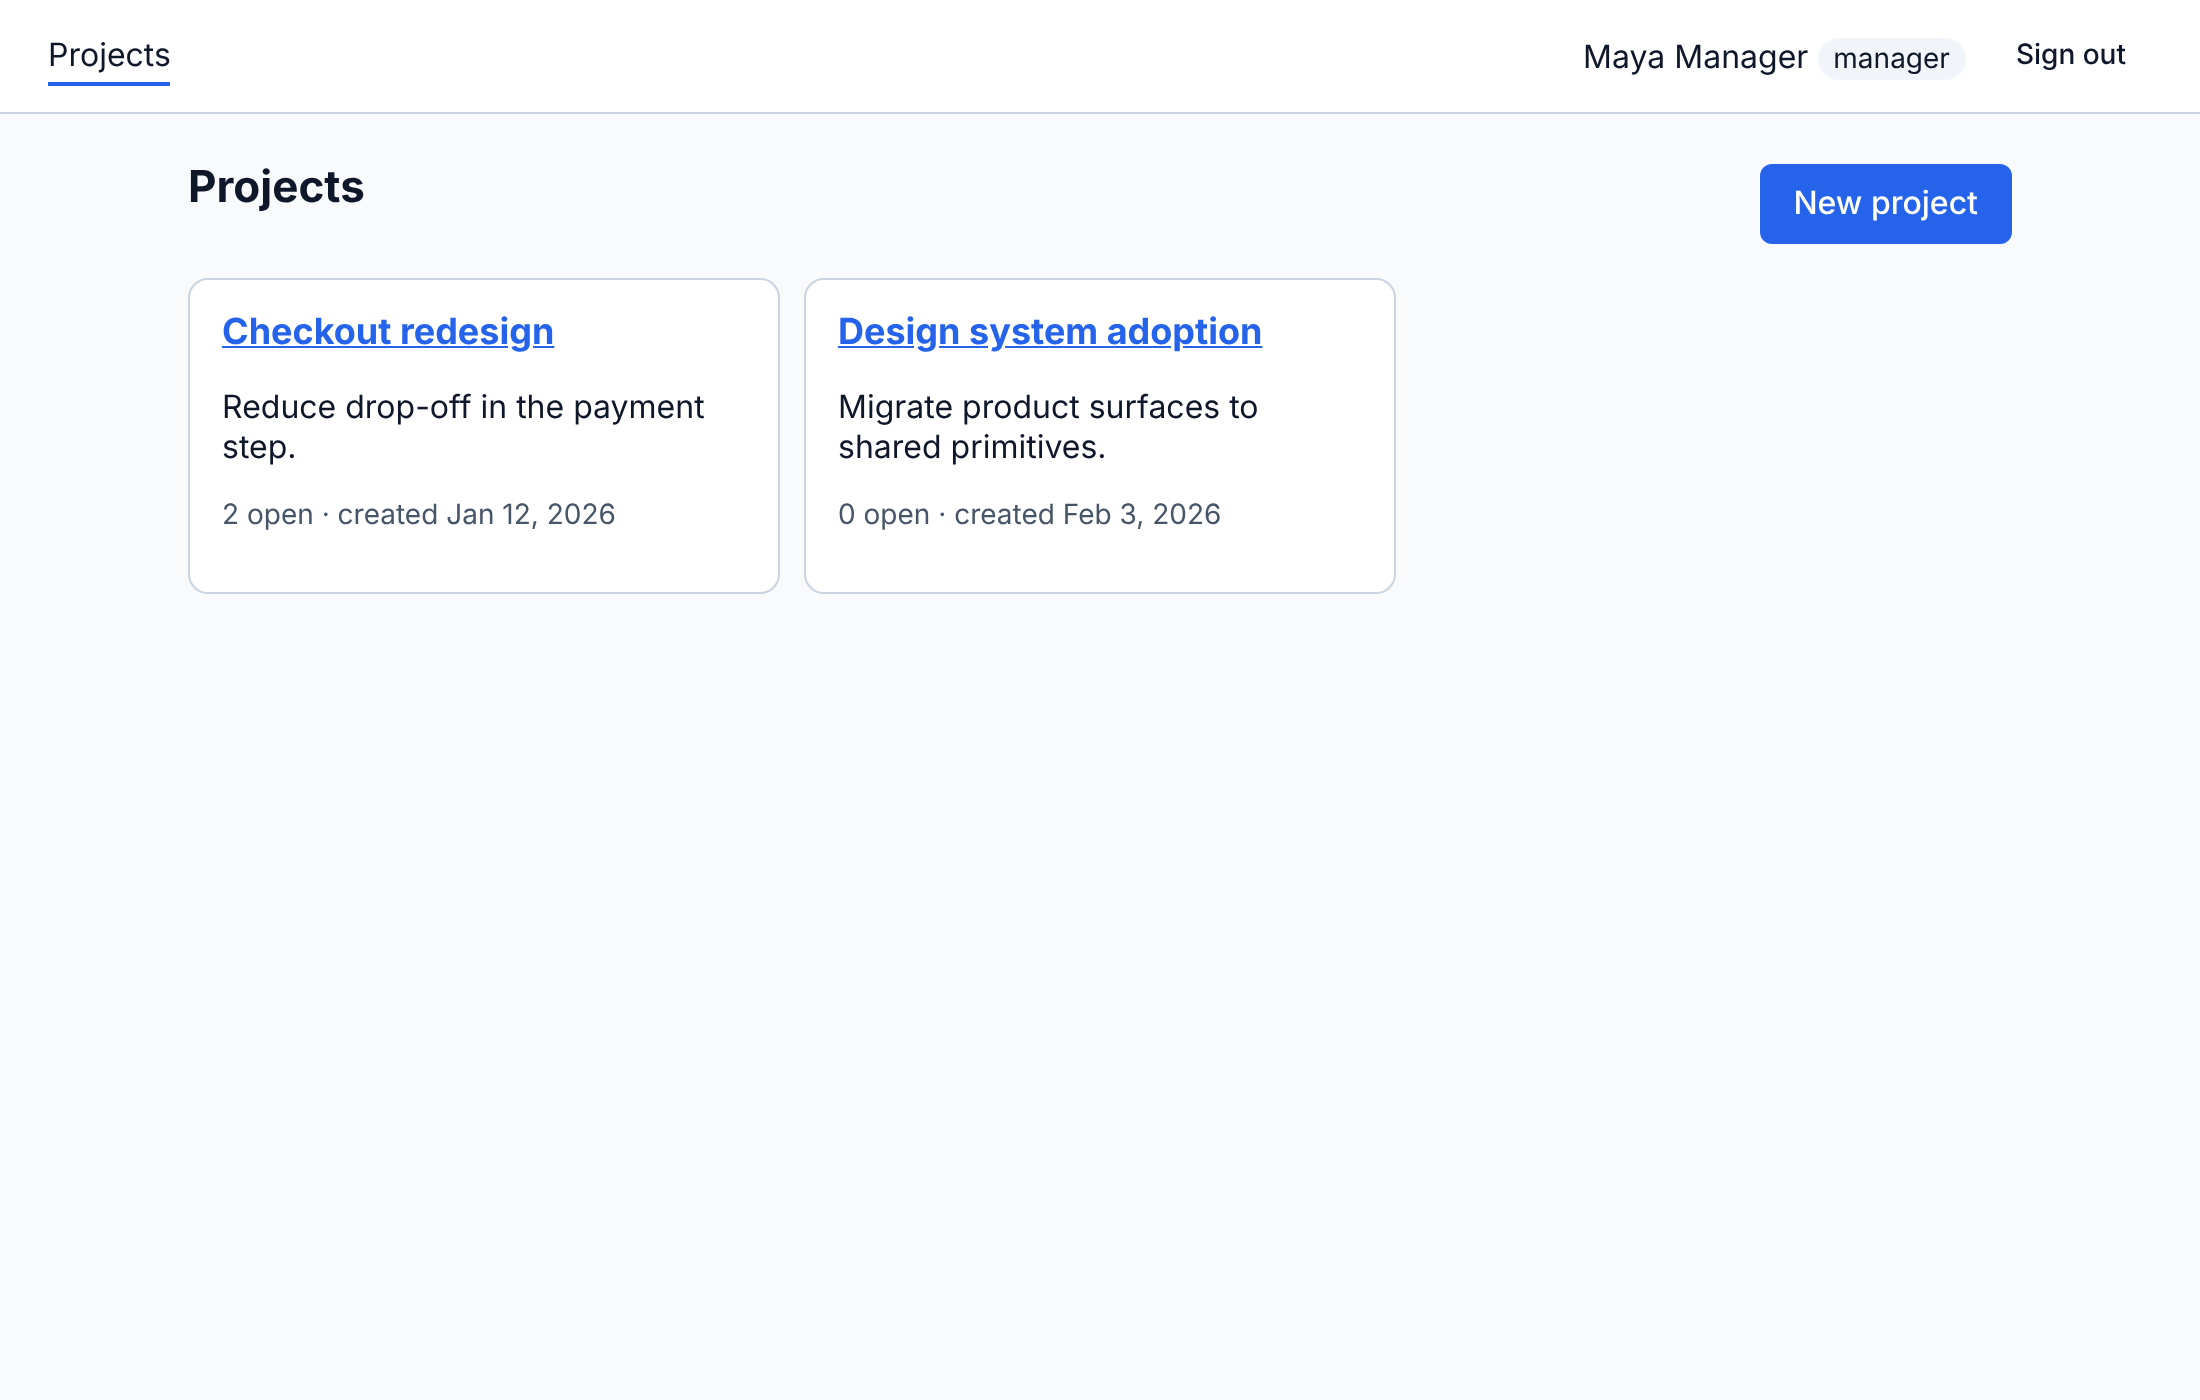 Projects
Maya Manager manager Sign out
Projects
New project
Checkout redesign
Reduce drop-off in the payment
step.
2 open · created Jan 12, 2026
Design system adoption
Migrate product surfaces to
shared primitives.
0 open · created Feb 3, 2026